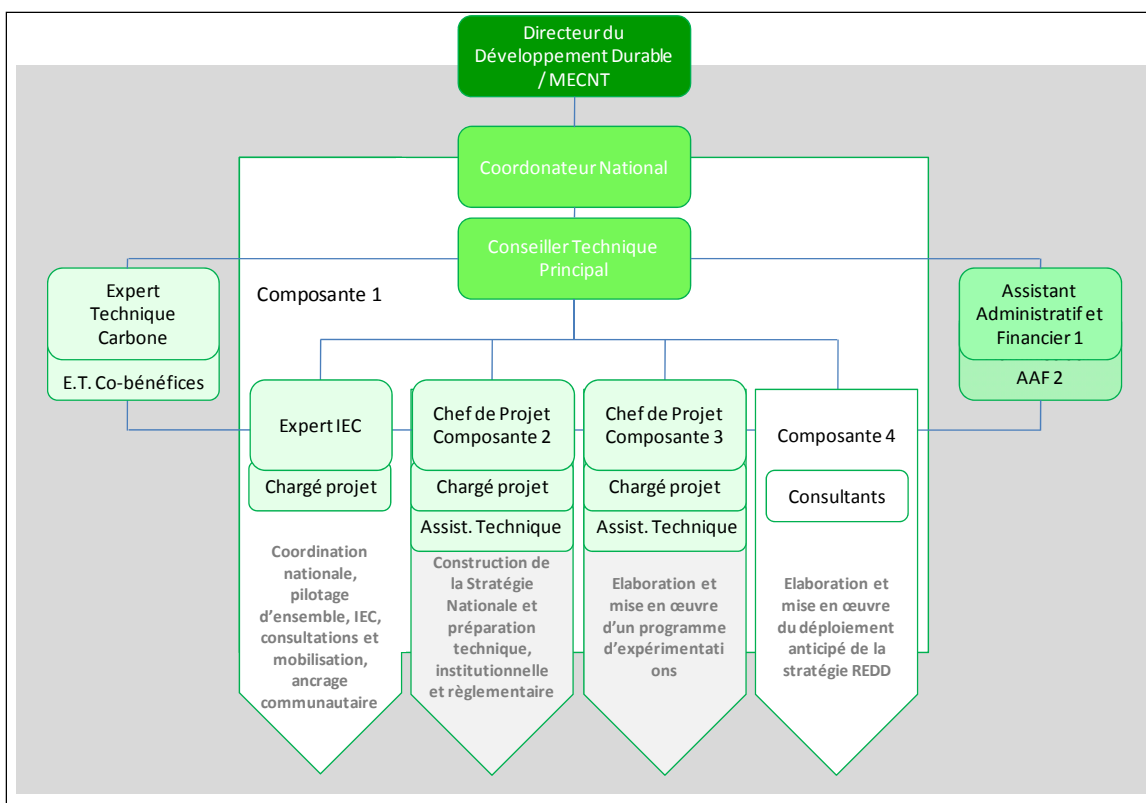 Directeur du
Développement Durable
/ MECNT
Coordonateur National
Conseiller Technique
Principal
Expert
Technique
Carbone
E.T. Co-bénéfices
Composante 1
Assistant
Administratif et
Financier 1
AAF 2
Expert IEC
Chargé projet
Coordination
nationale,
pilotage
d'ensemble, IEC,
consultations et
mobilisation,
ancrage
communautaire
Chef de Projet
Composante 2
Chargé projet
Assist. Technique
Construction de
la Stratégie
Nationale et
préparation
technique,
institutionnelle
et règlementaire
Chef de Projet
Composante 3
Chargé projet
Assist. Technique
Elaboration et
mise en œuvre
d'un programme
d'expérimentati
ons
Composante 4
Consultants
Elaboration et
mise en œuvre
du déploiement
anticipé de la
stratégie REDD